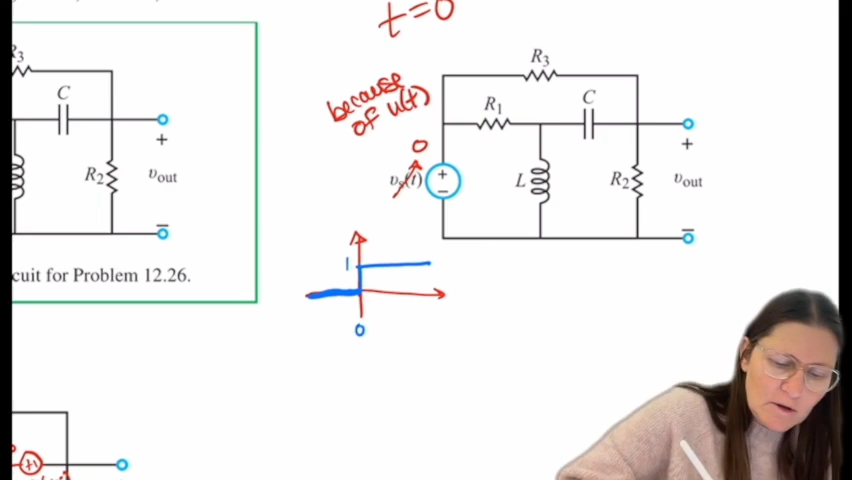 t=0
R3
C
+
R2
vout
−
cuit for Problem 12.26.
because
of u(t)
0
R3
R1
C
+
−
vs(t)
L
R2
+
vout
−
1
0
+1